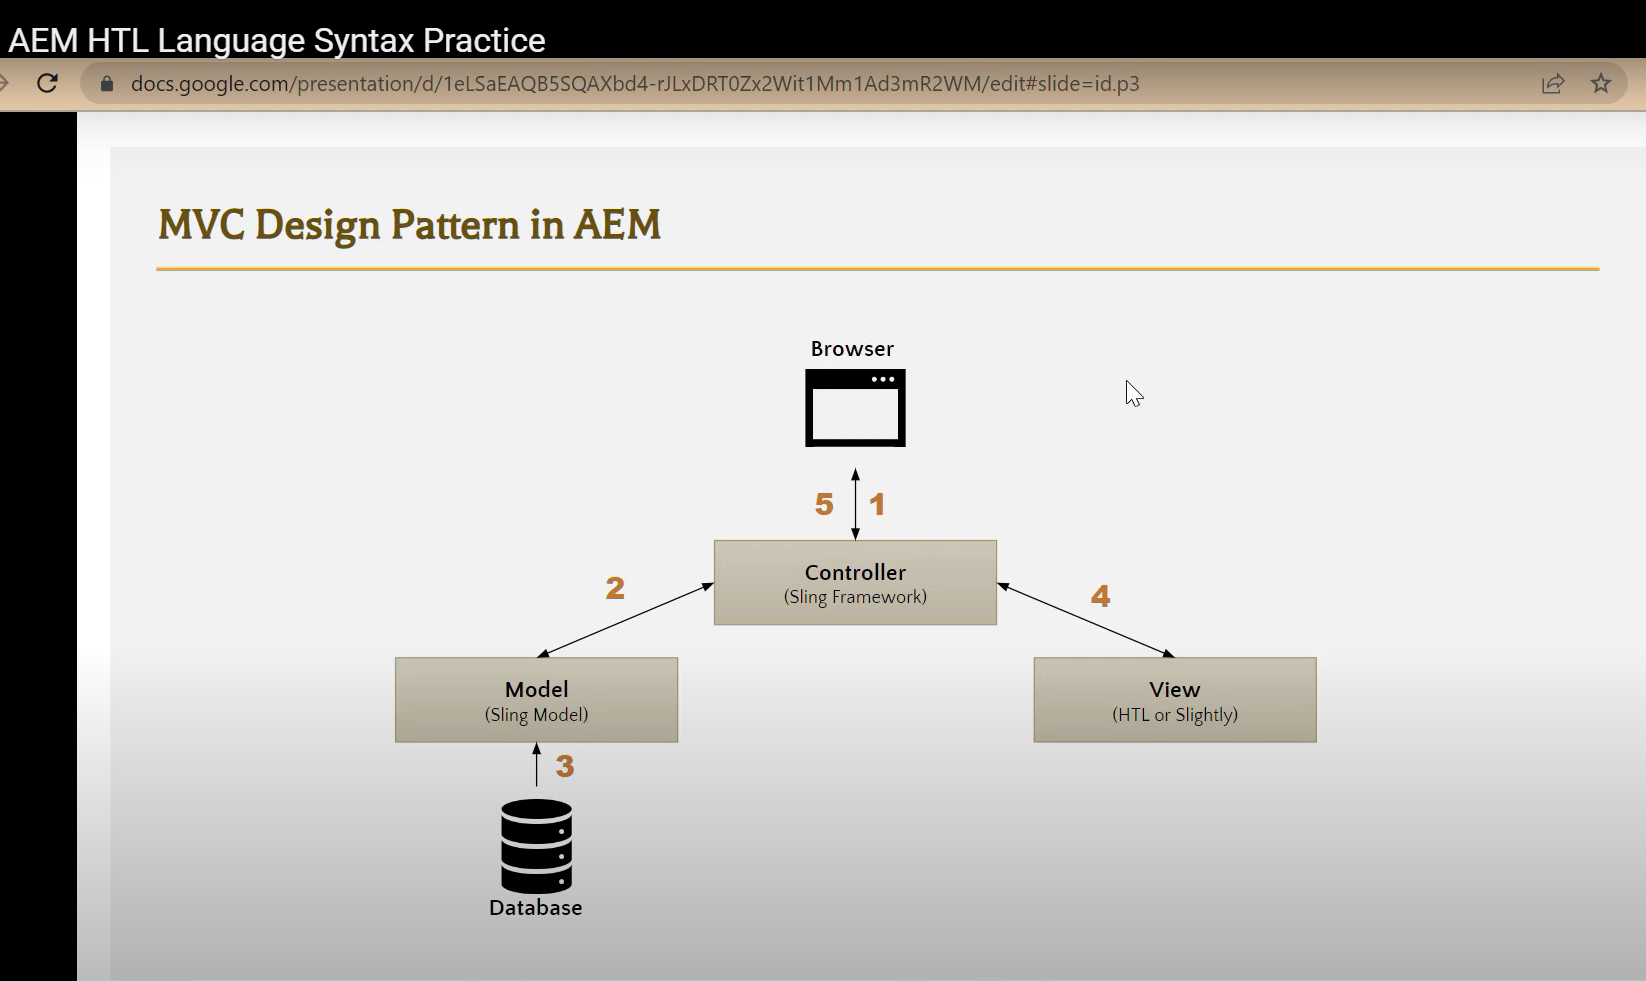 AEM HTL Language Syntax Practice
docs.google.com/presentation/d/1eLSaEAQB5SQAXbd4-rJLxDRT0Zx2Wit1Mm1Ad3mR2WM/edit#slide=id.p3
MVC Design Pattern in AEM
Browser
5 1
Controller
(Sling Framework)
2
4
Model
(Sling Model)
View
(HTL or Slightly)
3
Database